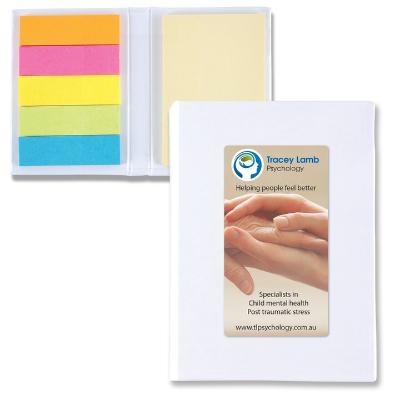 Tracey Lamb
Psychology
Helping people feel better
Specialists in
Child mental health
Post traumatic stress
www.tlpsychology.com.au